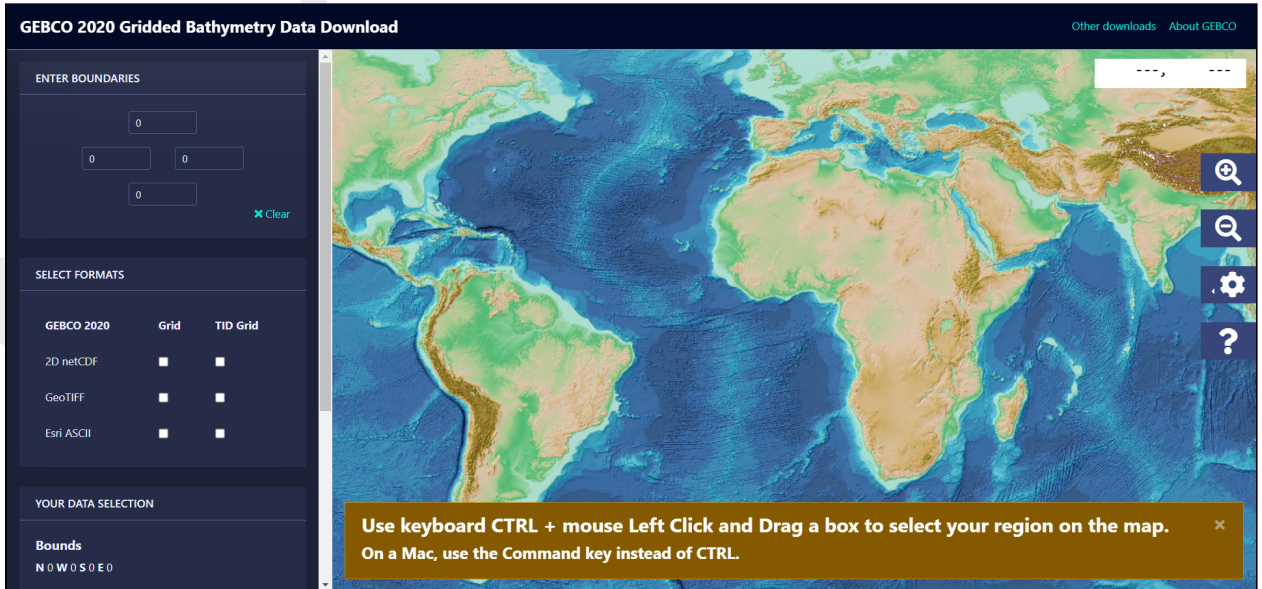 GEBCO 2020 Gridded Bathymetry Data Download
Other downloads About GEBCO
ENTER BOUNDARIES
0
0 0
0
× Clear
SELECT FORMATS
GEBCO 2020 Grid TID Grid
2D netCDF
GeoTIFF
Esri ASCII
YOUR DATA SELECTION
Bounds
N 0 W 0 S 0 E 0
---, ---
?
Use keyboard CTRL + mouse Left Click and Drag a box to select your region on the map. ×
On a Mac, use the Command key instead of CTRL.